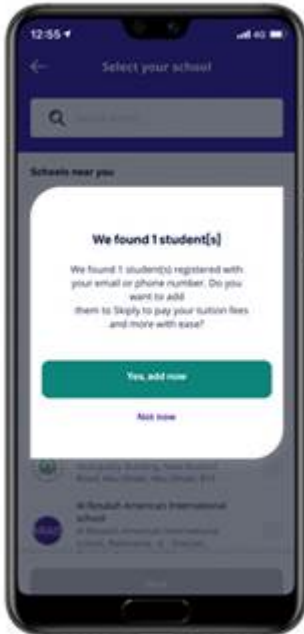 12:55
4G
Select your school
Schools near you
We found 1 student[s]
We found 1 student(s) registered with
your email or phone number. Do you
want to add
them to Skiply to pay your tuition fees
and more with ease?
Yes, add now
Not now
Al Resalah American International
school